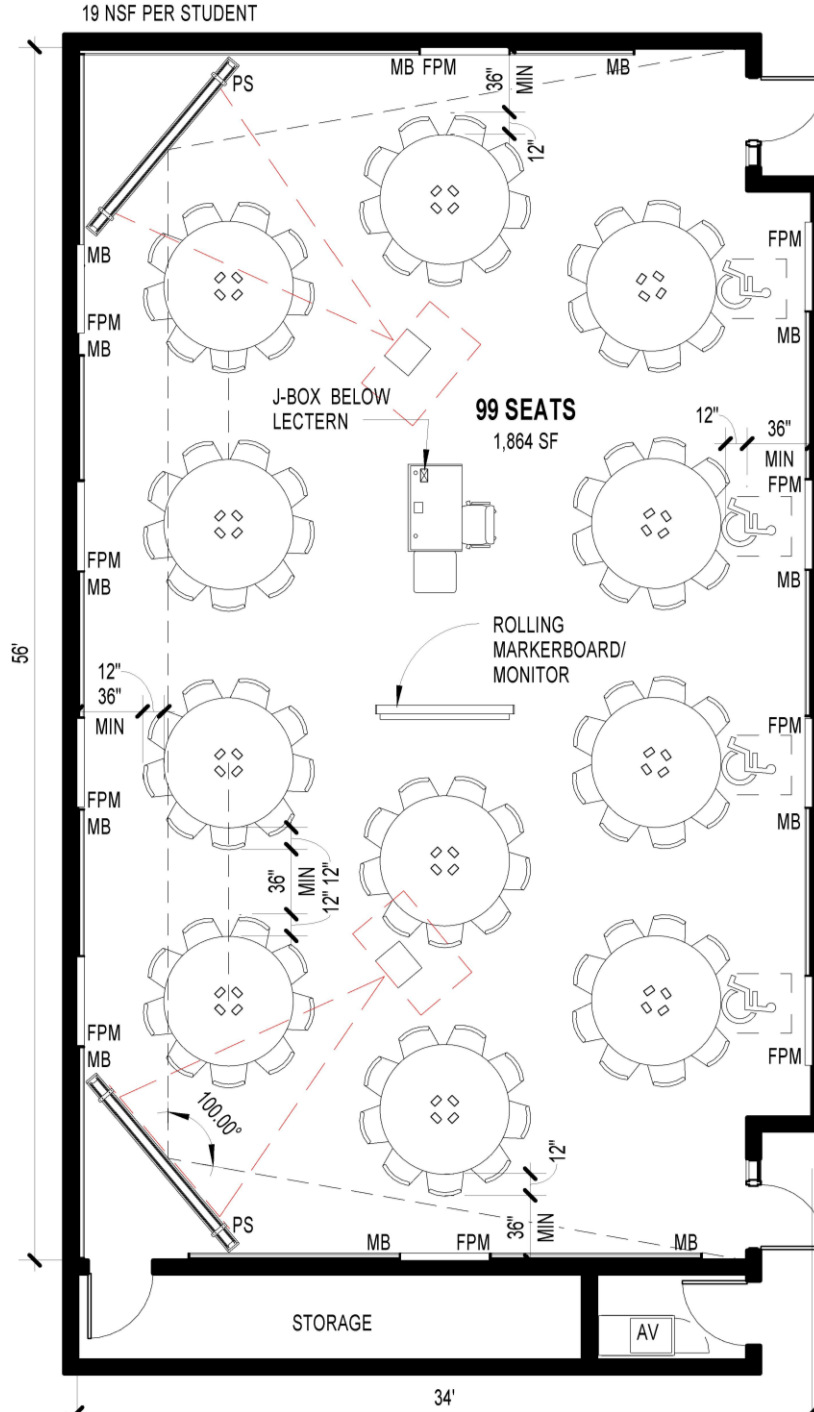 19 NSF PER STUDENT
MB FPM
MB
36"
MIN
12"
PS
MB
FPM
MB
FPM
MB
J-BOX BELOW
LECTERN
99 SEATS
1,864 SF
12"
36"
MIN
FPM
MB
FPM
MB
56'
ROLLING
MARKERBOARD/
MONITOR
12"
36"
MIN
FPM
MB
FPM
MB
36"
MIN
12" 12"
FPM
MB
FPM
100.00°
PS
12"
36"
MIN
MB
FPM
MB
STORAGE
AV
34'